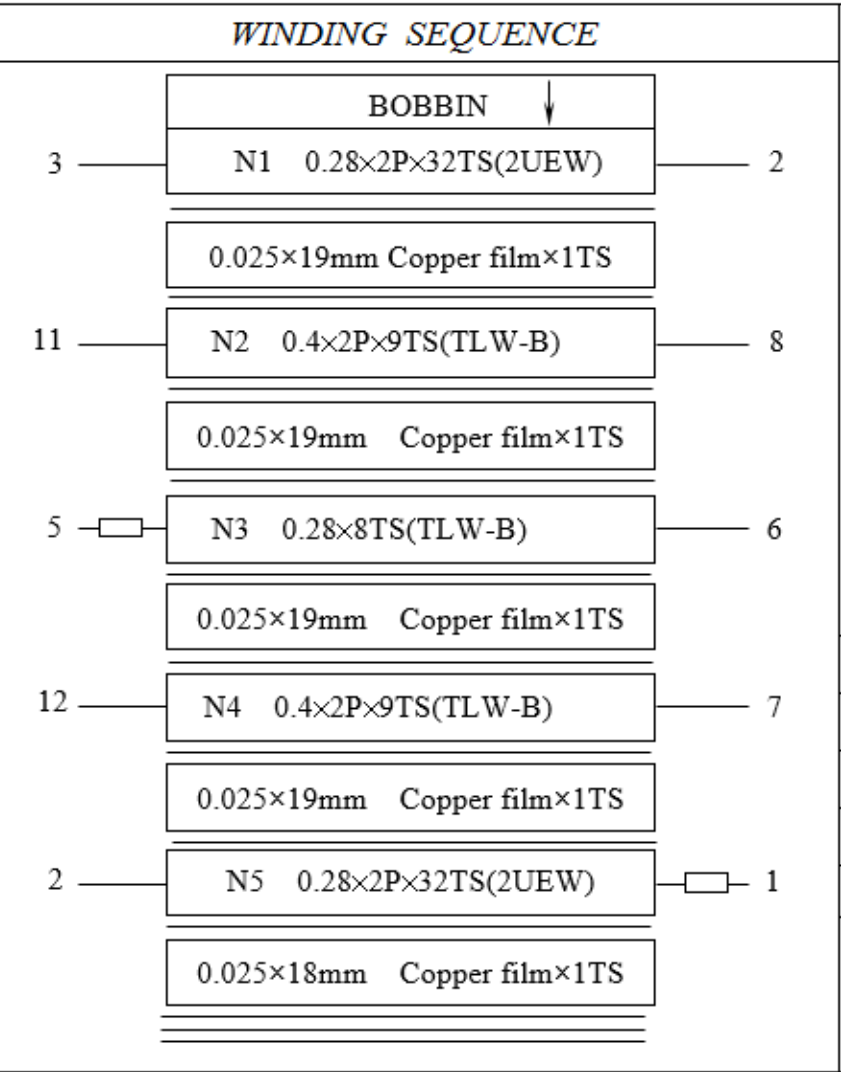 WINDING SEQUENCE
BOBBIN
3 N1 0.28×2P×32TS(2UEW) 2
0.025×19mm Copper film×1TS
11 N2 0.4×2P×9TS(TLW-B) 8
0.025×19mm Copper film×1TS
5 N3 0.28×8TS(TLW-B) 6
0.025×19mm Copper film×1TS
12 N4 0.4×2P×9TS(TLW-B) 7
0.025×19mm Copper film×1TS
2 N5 0.28×2P×32TS(2UEW) 1
0.025×18mm Copper film×1TS